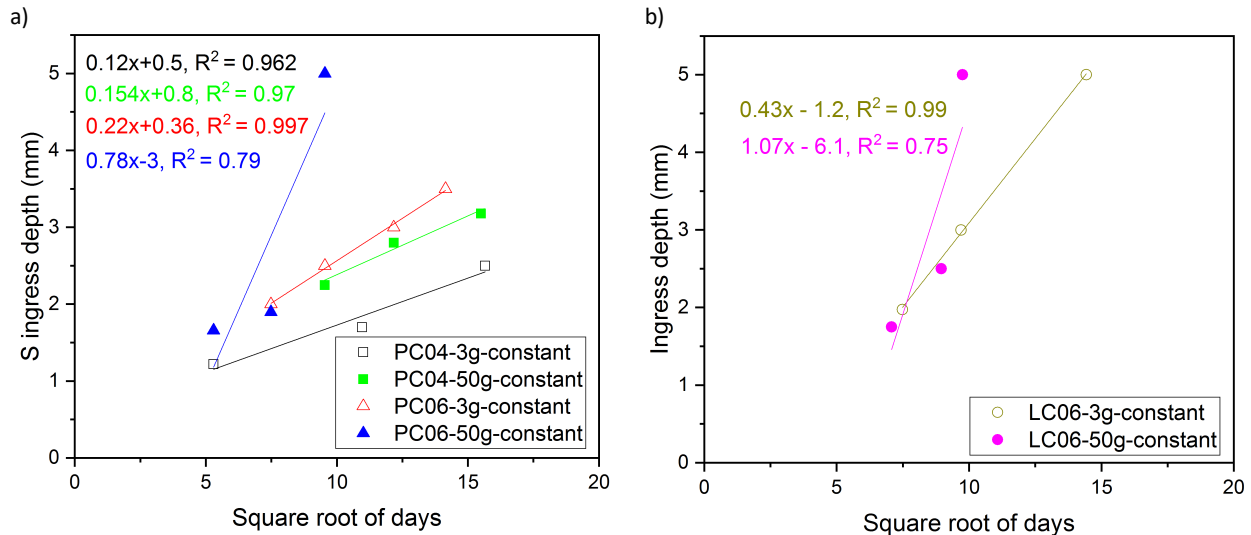 a)
0.12x+0.5, R² = 0.962
0.154x+0.8, R² = 0.97
0.22x+0.36, R² = 0.997
0.78x-3, R² = 0.79
S ingress depth (mm)
5
4
3
2
1
0
PC04-3g-constant
PC04-50g-constant
PC06-3g-constant
PC06-50g-constant
0 5 10 15 20
Square root of days
b)
0.43x - 1.2, R² = 0.99
1.07x - 6.1, R² = 0.75
Ingress depth (mm)
5
4
3
2
1
0
LC06-3g-constant
LC06-50g-constant
0 5 10 15 20
Square root of days